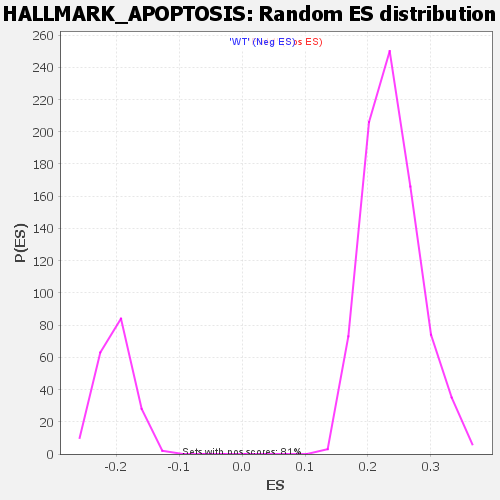 HALLMARK_APOPTOSIS: Random ES distribution
'WT' (Neg ES) os ES)
P(ES)
260
240
220
200
180
160
140
120
100
80
60
40
20
0
Sets with pos scores: 81%
-0.2 -0.1 0.0 0.1 0.2 0.3
ES